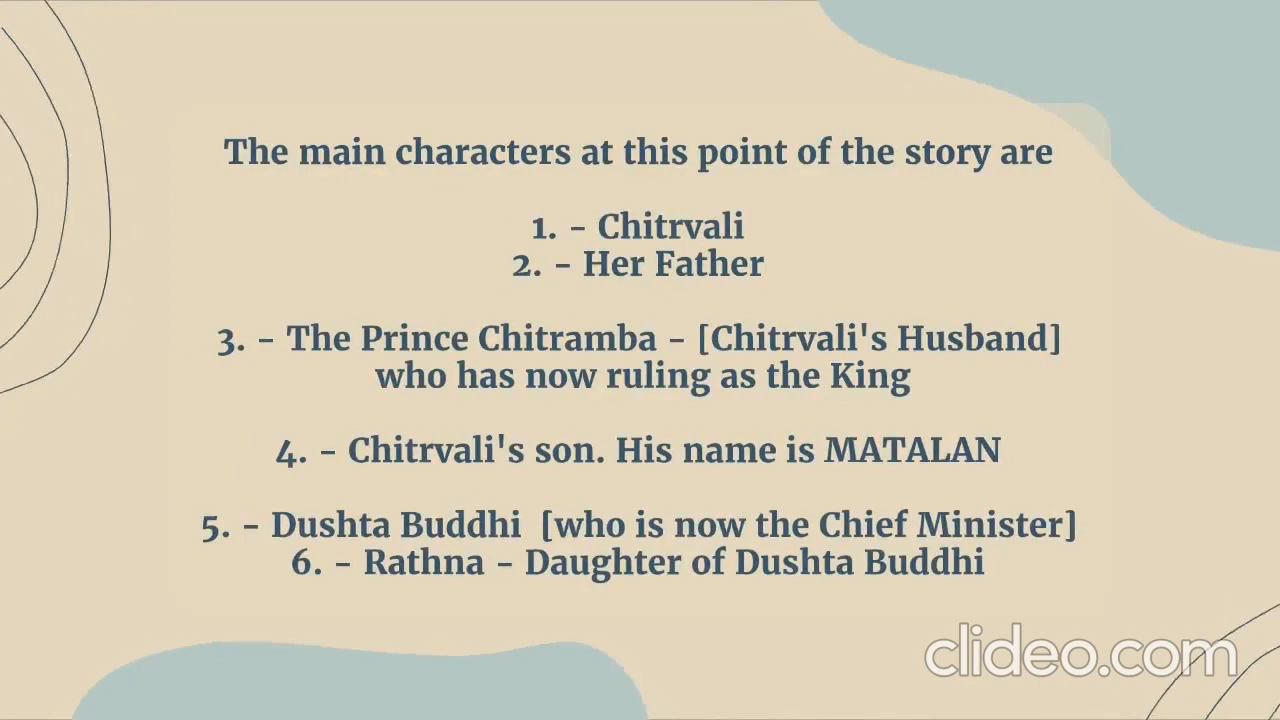 The main characters at this point of the story are
1. - Chitrvali
2. - Her Father
3. - The Prince Chitramba - [Chitrvali's Husband]
who has now ruling as the King
4. - Chitrvali's son. His name is MATALAN
5. - Dushta Buddhi [who is now the Chief Minister]
6. - Rathna - Daughter of Dushta Buddhi
clideo.com